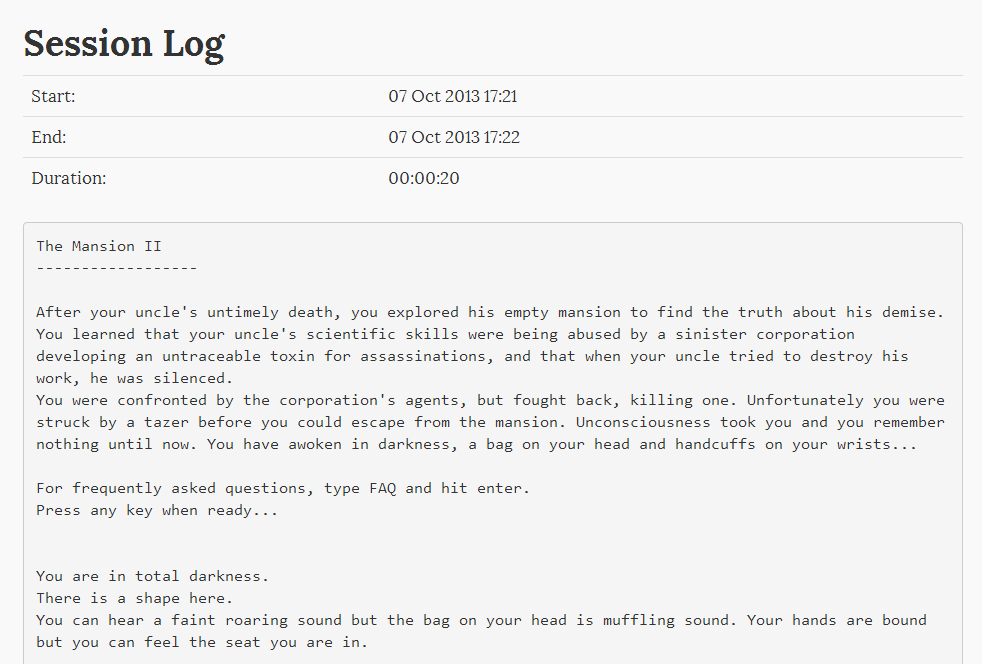 Session Log
Start: 07 Oct 2013 17:21
End: 07 Oct 2013 17:22
Duration: 00:00:20
The Mansion II
------------------
After your uncle's untimely death, you explored his empty mansion to find the truth about his demise.
You learned that your uncle's scientific skills were being abused by a sinister corporation
developing an untraceable toxin for assassinations, and that when your uncle tried to destroy his
work, he was silenced.
You were confronted by the corporation's agents, but fought back, killing one. Unfortunately you were
struck by a tazer before you could escape from the mansion. Unconsciousness took you and you remember
nothing until now. You have awoken in darkness, a bag on your head and handcuffs on your wrists...
For frequently asked questions, type FAQ and hit enter.
Press any key when ready...
You are in total darkness.
There is a shape here.
You can hear a faint roaring sound but the bag on your head is muffling sound. Your hands are bound
but you can feel the seat you are in.